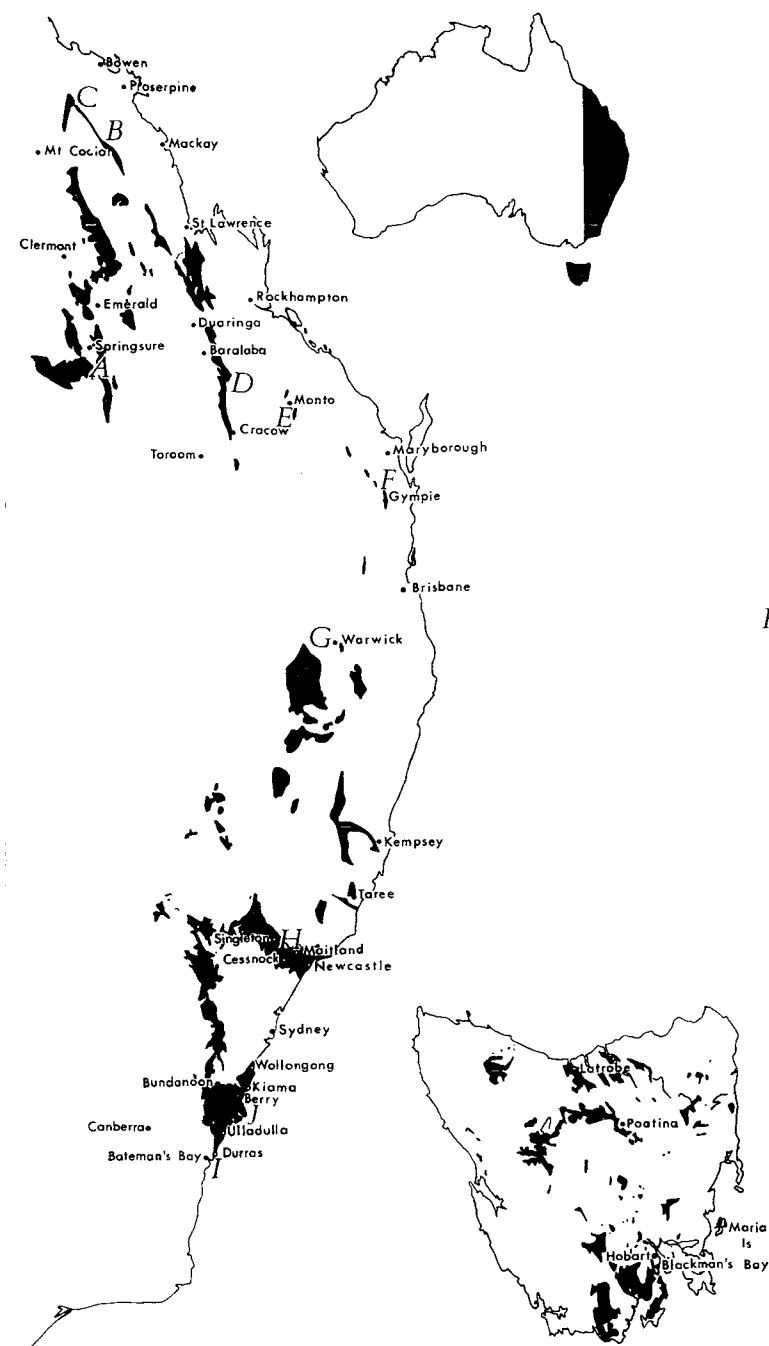 Bowen
Proserpine
C
B
Mackay
St Lawrence
Clermont
Rockhampton
Emerald
Duaringa
Springsure
Baralaba
A
D
Monto
E
Cracow
Maryborough
Taroom
F
Gympie
Brisbane
G
Warwick
Kempsey
Taree
H
Singleton
Maitland
Cessnock
Newcastle
Sydney
Wollongong
Bundanoon
Kiama
Berry
J
Canberra
Ulladulla
Durras
Bateman's Bay
I
Latrobe
Poatina
Maria
Is
Hobart
Blackman's Bay